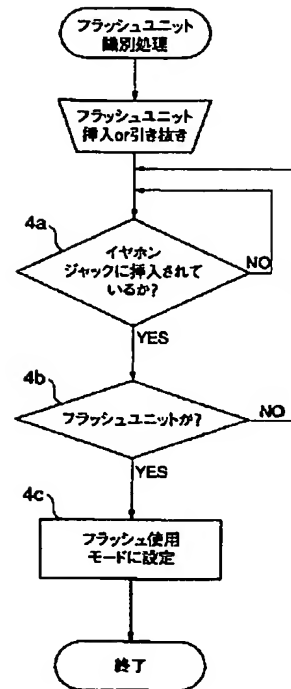 フラッシュユニット
識別処理
フラッシュユニット
挿入or引き抜き
4a
イヤホン
ジャックに挿入されて
いるか?
NO
YES
4b
フラッシュユニットか?
NO
YES
4c
フラッシュ使用
モードに設定
終了